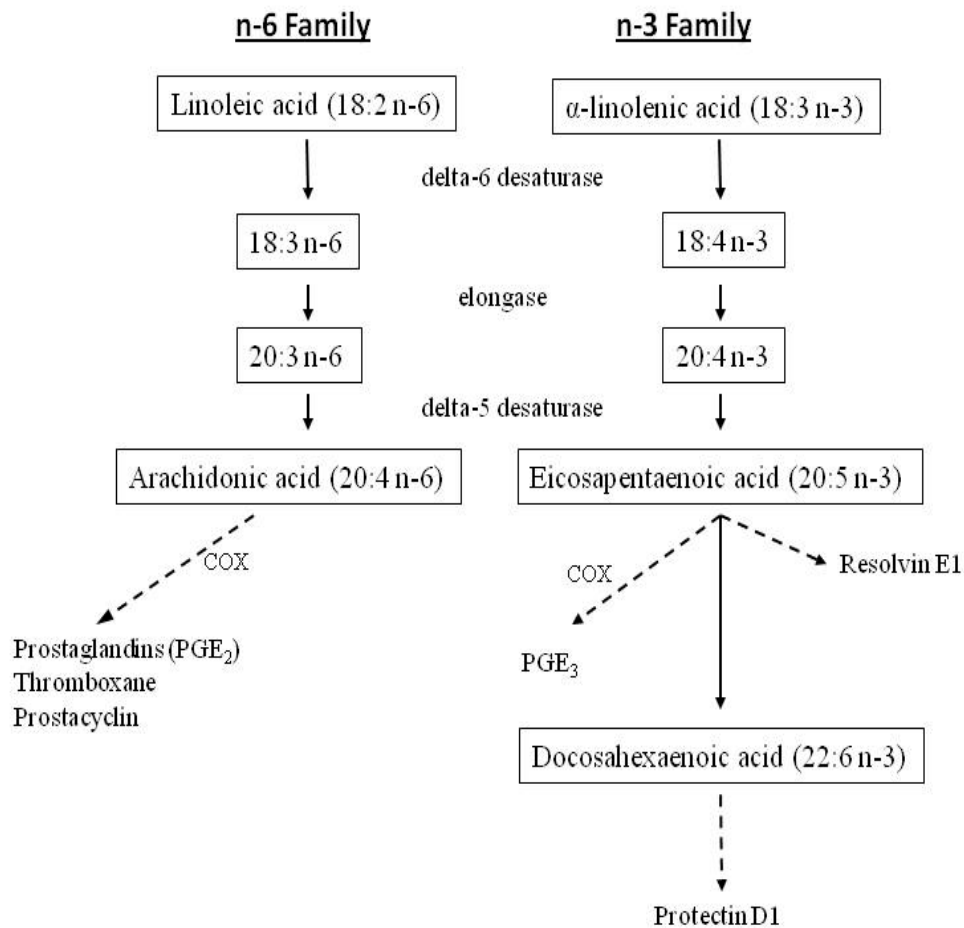 n-6 Family
n-3 Family
Linoleic acid (18:2 n-6)
α-linolenic acid (18:3 n-3)
delta-6 desaturase
18:3 n-6
18:4 n-3
elongase
20:3 n-6
20:4 n-3
delta-5 desaturase
Arachidonic acid (20:4 n-6)
Eicosapentaenoic acid (20:5 n-3)
COX
COX
Resolvin E1
Prostaglandins (PGE₂)
Thromboxane
Prostacyclin
PGE₃
Docosahexaenoic acid (22:6 n-3)
Protectin D1